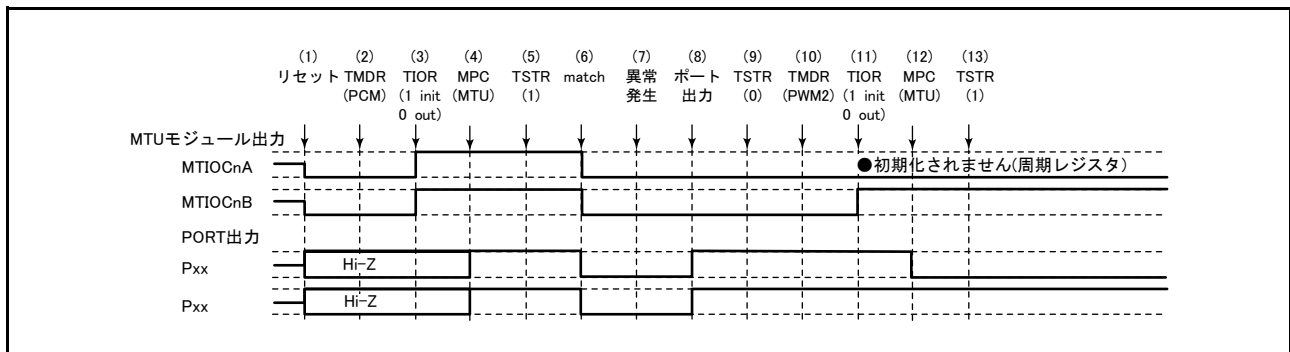 (1) (2) (3) (4) (5) (6) (7) (8) (9) (10) (11) (12) (13)
リセット TMDR TIOR MPC TSTR match 異常 ポート TSTR TMDR TIOR MPC TSTR
(PCM) (1 init (MTU) (1) 発生 出力 (0) (PWM2) (1 init (MTU) (1)
0 out) 0 out)
MTUモジュール出力
MTIOCnA ●初期化されません(周期レジスタ)
MTIOCnB
PORT出力
Pxx Hi-Z
Pxx Hi-Z